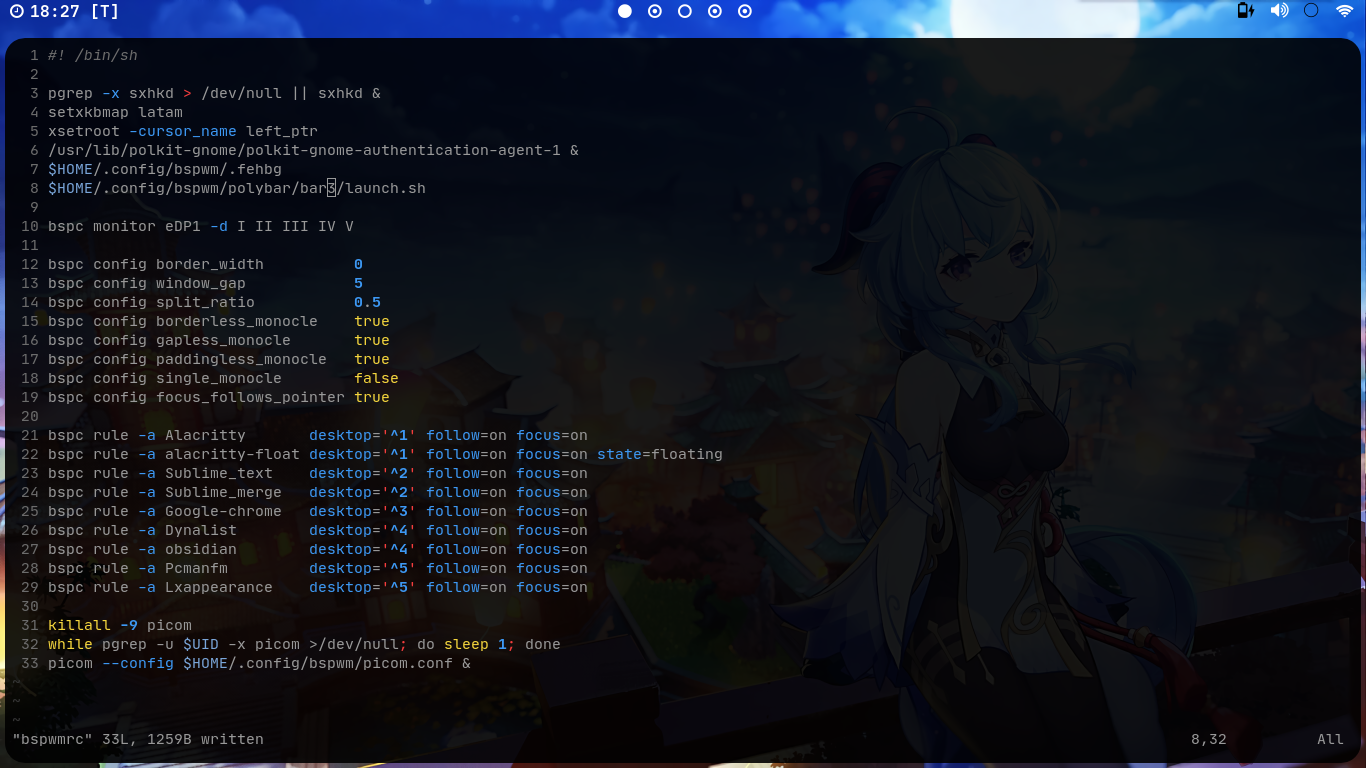 18:27 [T]
1 #! /bin/sh
2
3 pgrep -x sxhkd > /dev/null || sxhkd &
4 setxkbmap latam
5 xsetroot -cursor_name left_ptr
6 /usr/lib/polkit-gnome/polkit-gnome-authentication-agent-1 &
7 $HOME/.config/bspwm/.fehbg
8 $HOME/.config/bspwm/polybar/bar3/launch.sh
9
10 bspc monitor eDP1 -d I II III IV V
11
12 bspc config border_width          0
13 bspc config window_gap            5
14 bspc config split_ratio           0.5
15 bspc config borderless_monocle    true
16 bspc config gapless_monocle       true
17 bspc config paddingless_monocle   true
18 bspc config single_monocle        false
19 bspc config focus_follows_pointer true
20
21 bspc rule -a Alacritty       desktop='^1' follow=on focus=on
22 bspc rule -a alacritty-float desktop='^1' follow=on focus=on state=floating
23 bspc rule -a Sublime_text    desktop='^2' follow=on focus=on
24 bspc rule -a Sublime_merge   desktop='^2' follow=on focus=on
25 bspc rule -a Google-chrome   desktop='^3' follow=on focus=on
26 bspc rule -a Dynalist        desktop='^4' follow=on focus=on
27 bspc rule -a obsidian        desktop='^4' follow=on focus=on
28 bspc rule -a Pcmanfm         desktop='^5' follow=on focus=on
29 bspc rule -a Lxappearance    desktop='^5' follow=on focus=on
30
31 killall -9 picom
32 while pgrep -u $UID -x picom >/dev/null; do sleep 1; done
33 picom --config $HOME/.config/bspwm/picom.conf &
~
~
~
"bspwmrc" 33L, 1259B written 8,32 All